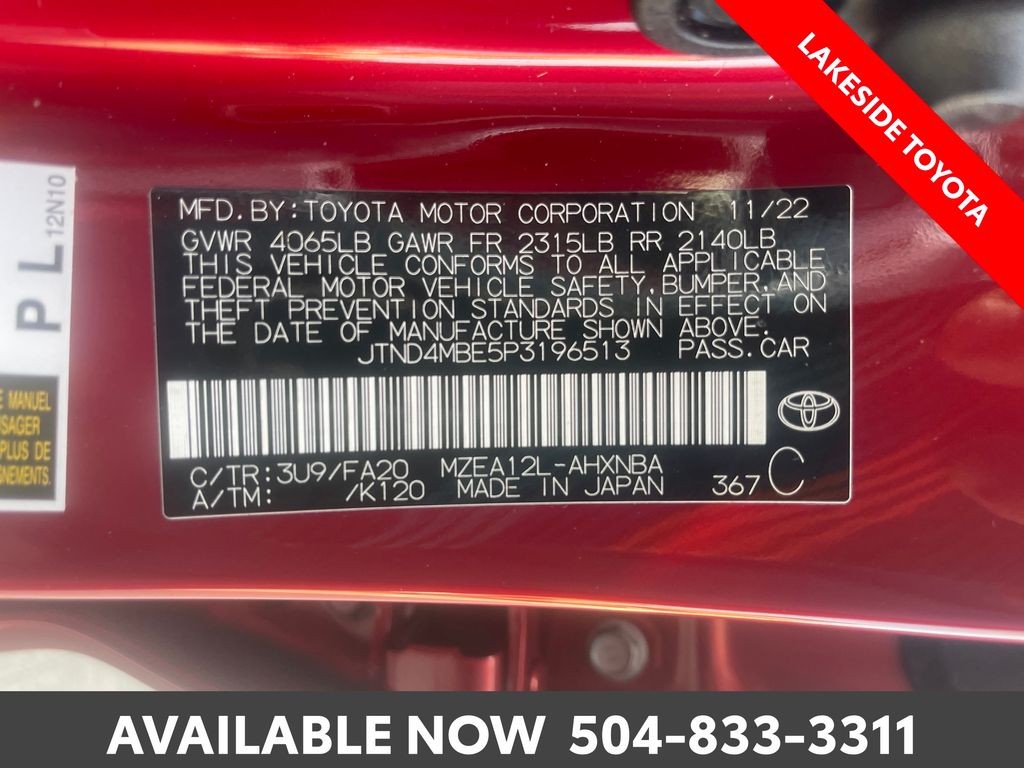 LAKESIDE TOYOTA
MFD.BY:TOYOTA MOTOR CORPORATION 11/22
GVWR 4065LB GAWR FR 2315LB RR 2140LB
THIS VEHICLE CONFORMS TO ALL APPLICABLE
FEDERAL MOTOR VEHICLE SAFETY,BUMPER,AND
THEFT PREVENTION STANDARDS IN EFFECT ON
THE DATE OF MANUFACTURE SHOWN ABOVE.
JTND4MBE5P3196513 PASS.CAR
C/TR:3U9/FA20 MZEA12L-AHXNBA
A/TM: /K120 MADE IN JAPAN 367 C
P L 12N10
MANUEL
PLUS DE
AVAILABLE NOW 504-833-3311